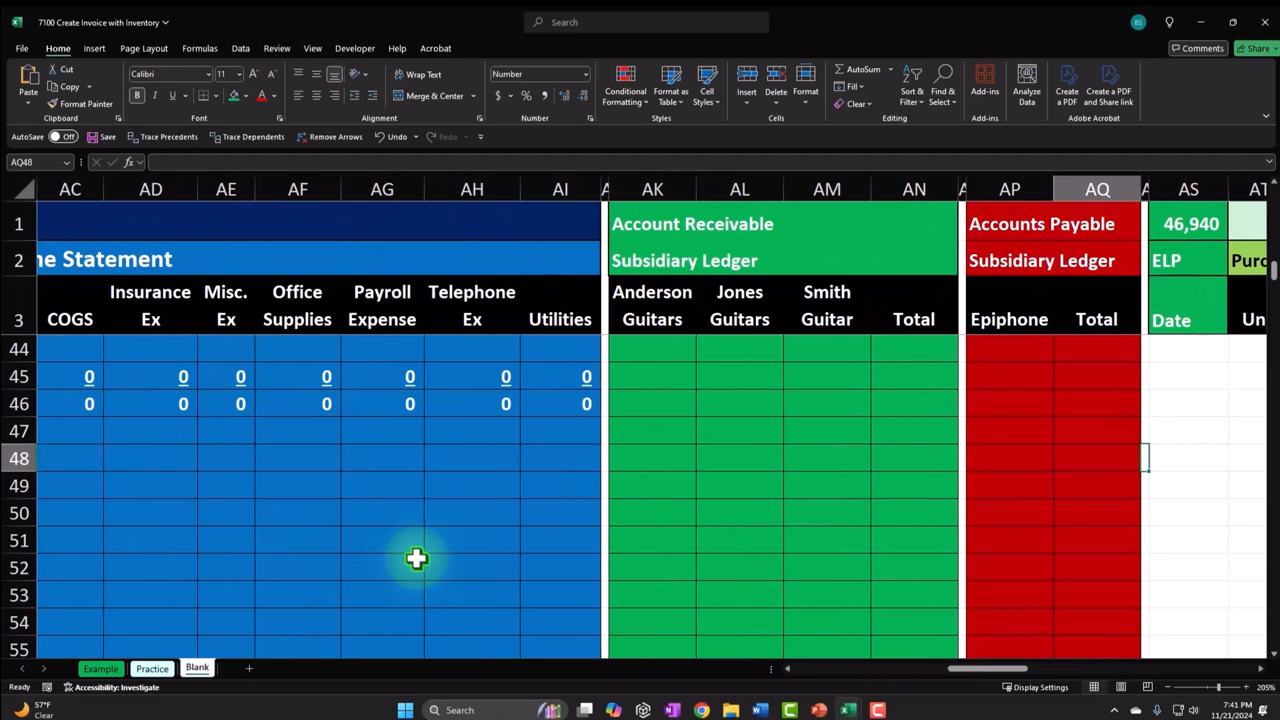 7100 Create Invoice with Inventory
Search
BS
File Home Insert Page Layout Formulas Data Review View Developer Help Acrobat
Comments Share
Paste
Cut
Copy
Format Painter
Clipboard
Calibri 11
B I U
Font
Wrap Text
Merge & Center
Alignment
Number
$ % ,
Number
Conditional Formatting
Format as Table
Cell Styles
Styles
Insert Delete Format
Cells
AutoSum
Fill
Clear
Sort & Filter
Find & Select
Editing
Add-ins
Add-ins
Analyze Data
Create a PDF
Create a PDF and Share link
Adobe Acrobat
AutoSave Off Save Trace Precedents Trace Dependents Remove Arrows Undo Redo
AQ48 fx
AC AD AE AF AG AH AI A AK AL AM AN A AP AQ A AS AT
1 Account Receivable Accounts Payable 46,940
2 ne Statement Subsidiary Ledger Subsidiary Ledger ELP Purc
Insurance Misc. Office Payroll Telephone Anderson Jones Smith
3 COGS Ex Ex Supplies Expense Ex Utilities Guitars Guitars Guitar Total Epiphone Total Date Un
44
45 0 0 0 0 0 0 0
46 0 0 0 0 0 0 0
47
48
49
50
51
52
53
54
55
Example Practice Blank
Ready Accessibility: Investigate Display Settings 205%
57°F
Clear
Search
7:41 PM
11/21/2024